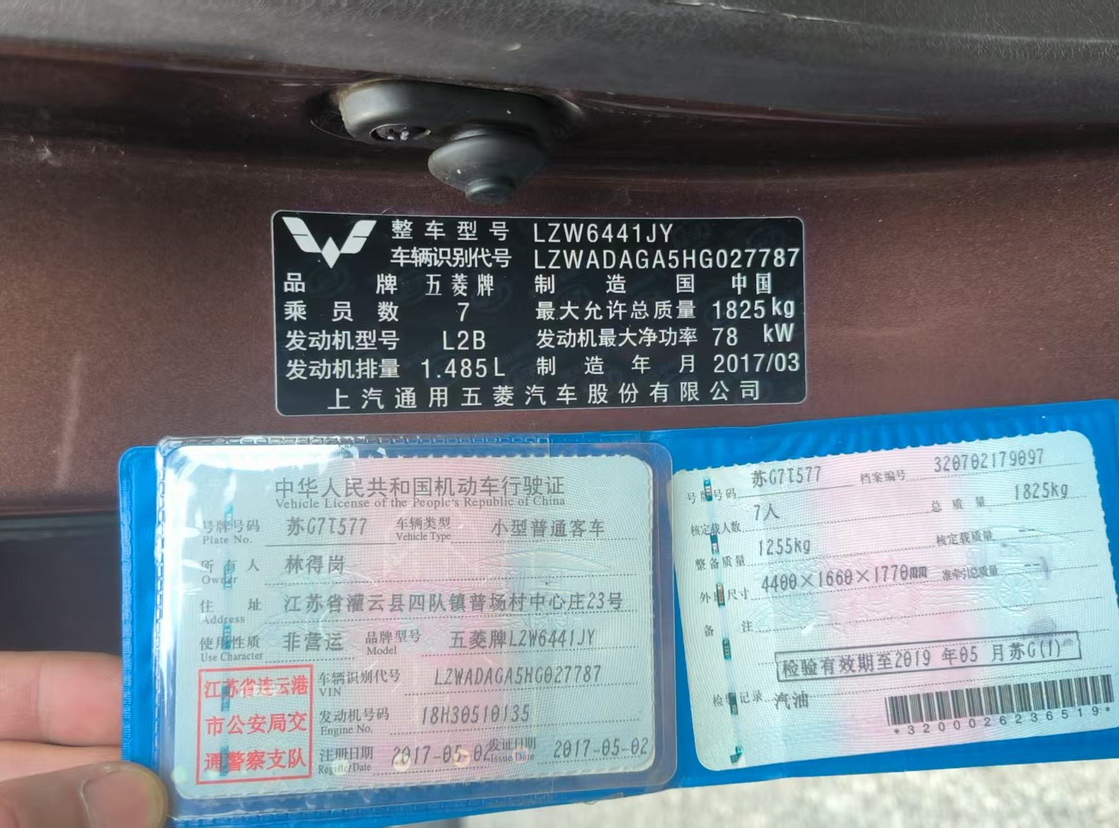 整车型号 LZW6441JY
车辆识别代号 LZWADAGA5HG027787
品牌 五菱牌 制造国 中国
乘员数 7 最大允许总质量 1825kg
发动机型号 L2B 发动机最大净功率 78 kW
发动机排量 1.485L 制造年月 2017/03
上汽通用五菱汽车股份有限公司
中华人民共和国机动车行驶证
Vehicle License of the People's Republic of China
号牌号码 苏G7T577 车辆类型 小型普通客车
Plate No. Vehicle Type
所有人 林得岗
Owner
住址 江苏省灌云县四队镇普场村中心庄23号
Address
使用性质 非营运 品牌型号 五菱牌LZW6441JY
Use Character Model
江苏省连云港
市公安局交
通警察支队
车辆识别代号 LZWADAGA5HG027787
VIN
发动机号码 18H30510135
Engine No.
注册日期 2017-05-02 发证日期 2017-05-02
Register Date Issue Date
号牌号码 苏G7T577 档案编号 320702179097
核定载人数 7人 总质量 1825kg
整备质量 1255kg 核定载质量
外廓尺寸 4400×1660×1770mm 准牵引总质量
备注
检验有效期至2019年05月苏G(1)
检验记录 汽油
*3200026236519*